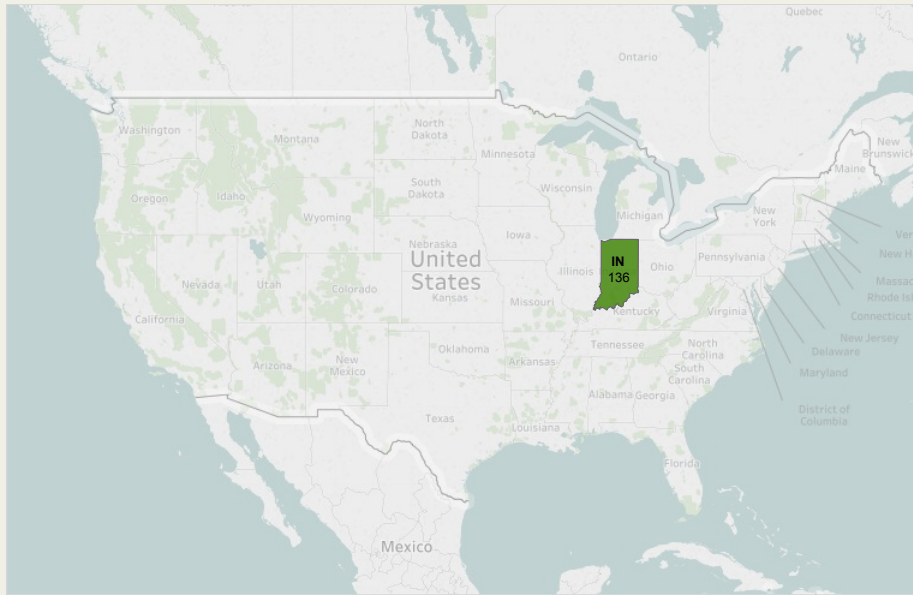 Quebec
Ontario
Washington
Montana
North
Dakota
Minnesota
New
Brunswick
Maine
Oregon
Idaho
South
Dakota
Wisconsin
Michigan
New
York
Wyoming
Iowa
Nebraska
United
States
Nevada
Utah
Colorado
Kansas
Illinois
IN
136
Ohio
Pennsylvania
Missouri
Kentucky
Virginia
California
Oklahoma
Arkansas
Tennessee
North
Carolina
South
Carolina
Arizona
New
Mexico
Texas
Louisiana
Alabama
Georgia
Florida
Mexico
Ver
New H
Massac
Rhode Isl
Connecticut
New Jersey
Delaware
Maryland
District of
Columbia